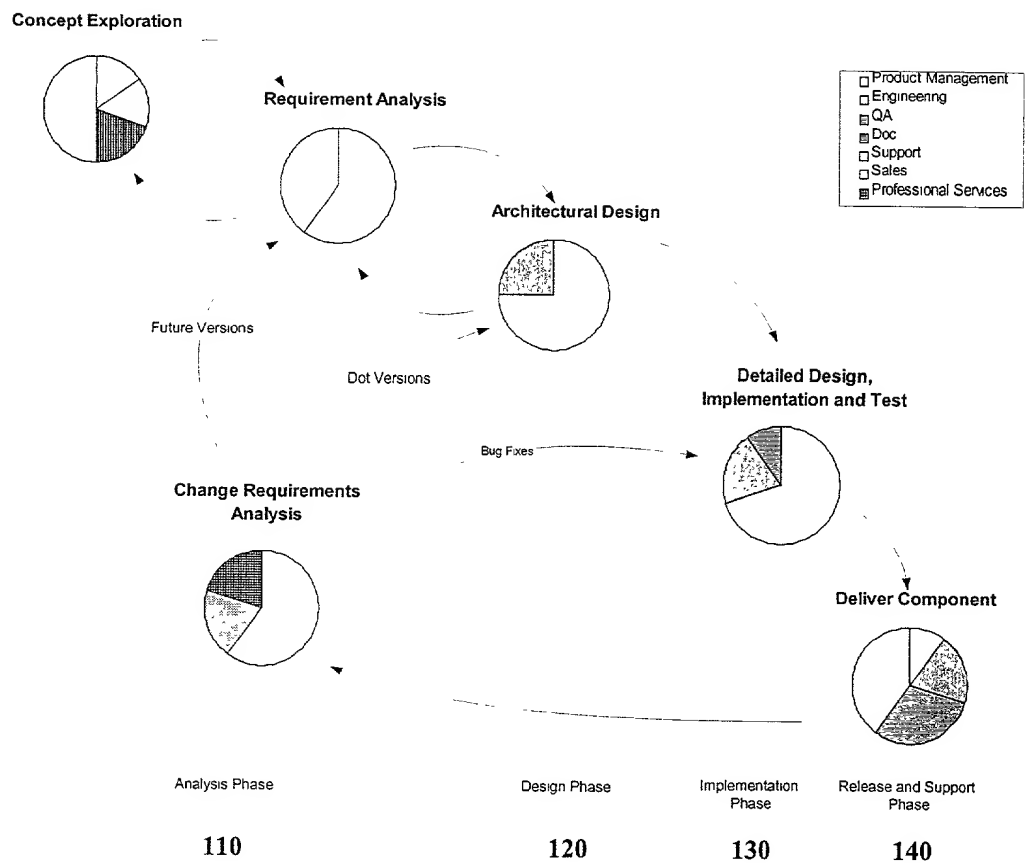 Concept Exploration
Requirement Analysis
Product Management
Engineering
QA
Doc
Support
Sales
Professional Services
Architectural Design
Future Versions
Dot Versions
Detailed Design,
Implementation and Test
Bug Fixes
Change Requirements
Analysis
Deliver Component
Analysis Phase
Design Phase
Implementation
Phase
Release and Support
Phase
110
120
130
140